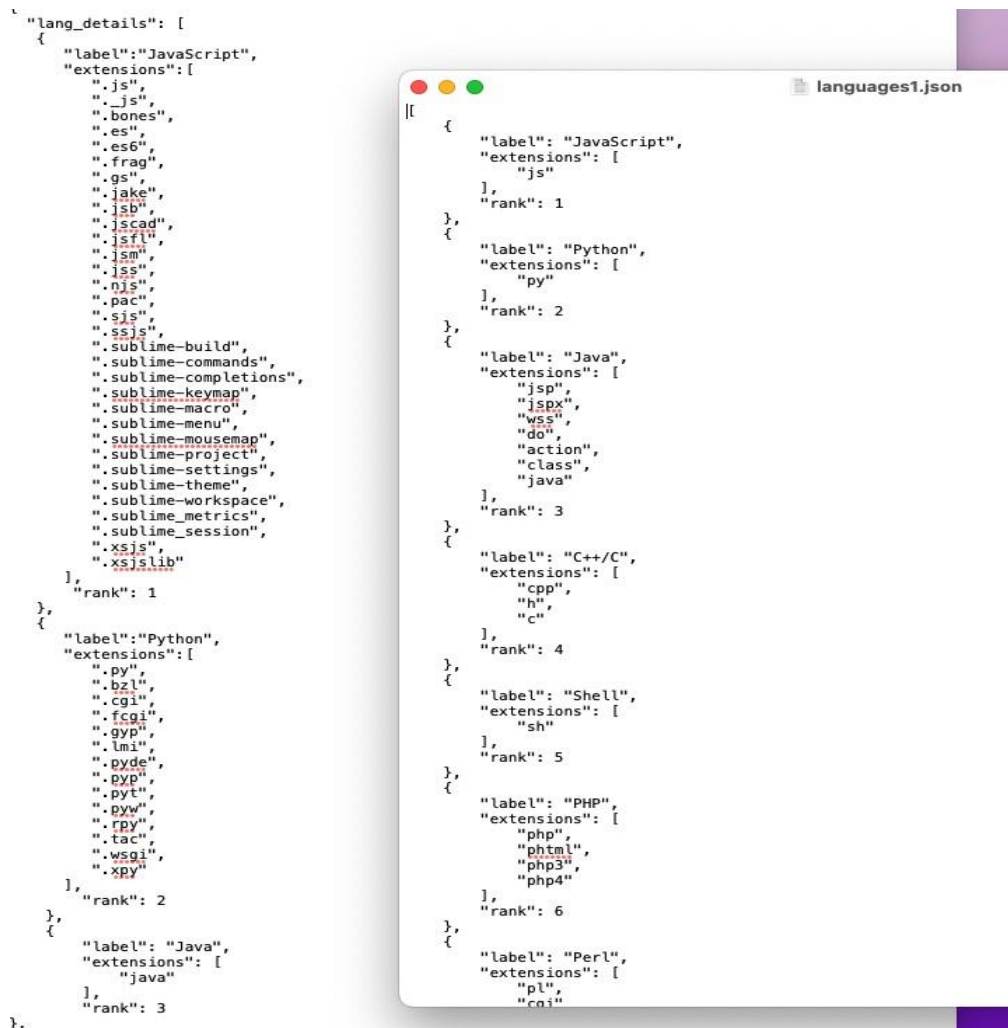 {
"lang_details": [
{
"label":"JavaScript",
"extensions":[
".js",
"._js",
".bones",
".es",
".es6",
".frag",
".gs",
".jake",
".jsb",
".jscad",
".jsfl",
".jsm",
".jss",
".njs",
".pac",
".sjs",
".ssjs",
".sublime-build",
".sublime-commands",
".sublime-completions",
".sublime-keymap",
".sublime-macro",
".sublime-menu",
".sublime-mousemap",
".sublime-project",
".sublime-settings",
".sublime-theme",
".sublime-workspace",
".sublime_metrics",
".sublime_session",
".xsjs",
".xsjslib"
],
"rank": 1
},
{
"label":"Python",
"extensions":[
".py",
".bzl",
".cgi",
".fcgi",
".gyp",
".lmi",
".pyde",
".pyp",
".pyt",
".pyw",
".rpy",
".tac",
".wsgi",
".xpy"
],
"rank": 2
},
{
"label": "Java",
"extensions": [
"java"
],
"rank": 3
},
languages1.json
[
{
"label": "JavaScript",
"extensions": [
"js"
],
"rank": 1
},
{
"label": "Python",
"extensions": [
"py"
],
"rank": 2
},
{
"label": "Java",
"extensions": [
"jsp",
"jspx",
"wss",
"do",
"action",
"class",
"java"
],
"rank": 3
},
{
"label": "C++/C",
"extensions": [
"cpp",
"h",
"c"
],
"rank": 4
},
{
"label": "Shell",
"extensions": [
"sh"
],
"rank": 5
},
{
"label": "PHP",
"extensions": [
"php",
"phtml",
"php3",
"php4"
],
"rank": 6
},
{
"label": "Perl",
"extensions": [
"pl",
"cgi"